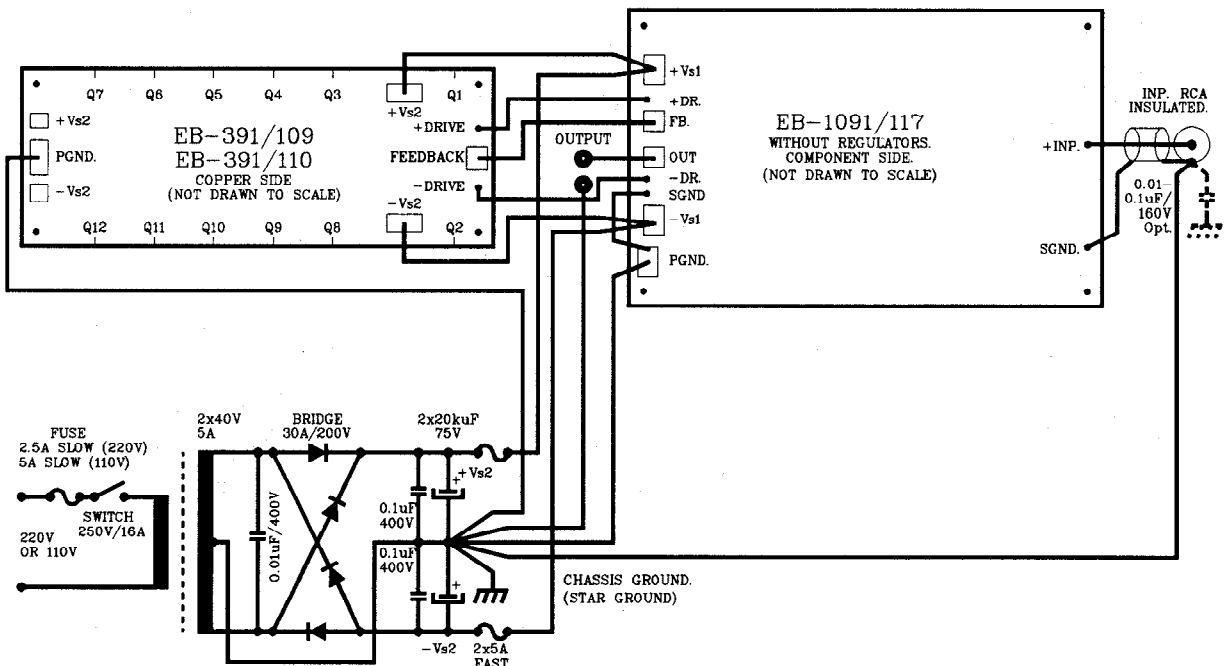 Q7 Q6 Q5 Q4 Q3 Q1
+Vs2
+Vs2
EB-391/109
+DRIVE
EB-391/110
PGND.
FEEDBACK
COPPER SIDE
(NOT DRAWN TO SCALE)
-DRIVE
-Vs2
-Vs2
Q12 Q11 Q10 Q9 Q8 Q2
OUTPUT
+Vs1
+DR.
FB.
OUT
-DR.
SGND
-Vs1
PGND.
EB-1091/117
WITHOUT REGULATORS.
COMPONENT SIDE.
(NOT DRAWN TO SCALE)
+INP.
SGND.
INP. RCA
INSULATED.
0.01-
0.1uF/
160V
Opt.
FUSE
2.5A SLOW (220V)
5A SLOW (110V)
SWITCH
250V/16A
220V
OR 110V
2x40V
5A
BRIDGE
30A/200V
2x20kuF
75V
0.01uF/400V
+
+Vs2
0.1uF
400V
0.1uF
400V
+
-Vs2
2x5A
FAST
CHASSIS GROUND.
(STAR GROUND)